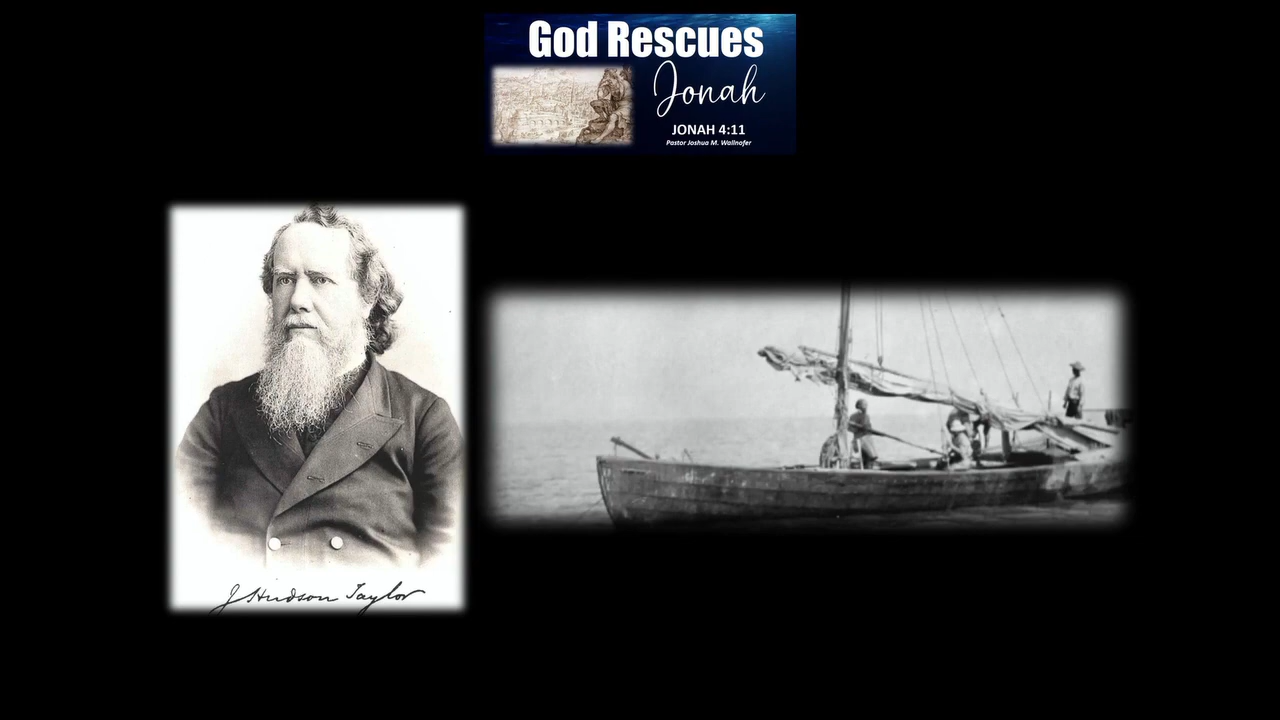 God Rescues
Jonah
JONAH 4:11
Pastor Joshua M. Wallnofer
J Hudson Taylor